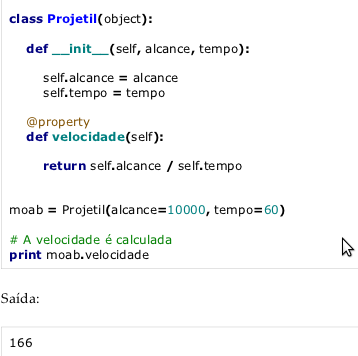 class Projetil(object):
def __init__(self, alcance, tempo):
self.alcance = alcance
self.tempo = tempo
@property
def velocidade(self):
return self.alcance / self.tempo
moab = Projetil(alcance=10000, tempo=60)
# A velocidade é calculada
print moab.velocidade
Saída:
166